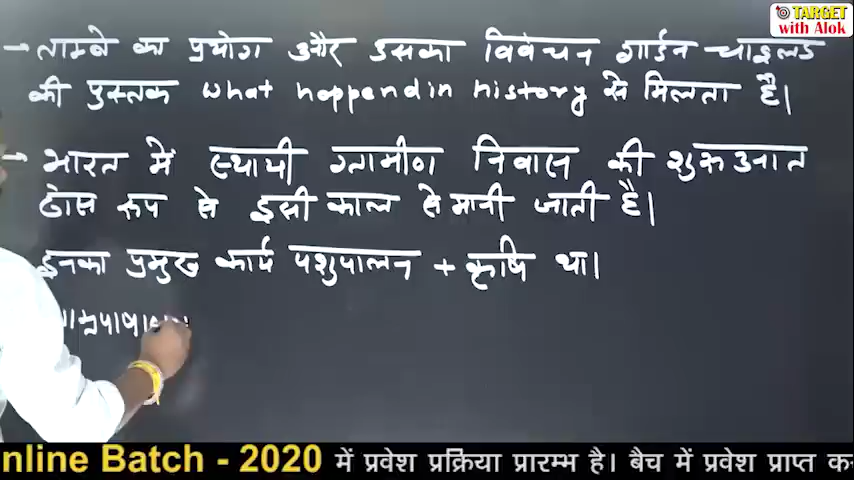 TARGET
with Alok
→ ताम्बे का प्रयोग और उसका विवेचन गार्डन चाइल्ड
की पुस्तक what happend in history से मिलता है।
→ भारत में स्थायी ग्रामीण निवास की शुरूआत
ठोस रूप से इसी काल से मानी जाती है।
इनका प्रमुख कार्य पशुपालन + कृषि था।
nline Batch - 2020 में प्रवेश प्रक्रिया प्रारम्भ है। बैच में प्रवेश प्राप्त कर